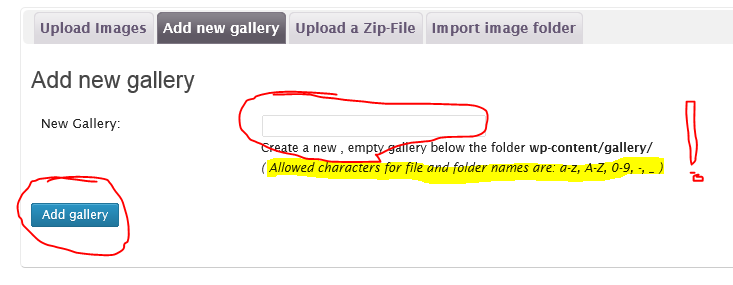 Upload Images Add new gallery Upload a Zip-File Import image folder
Add new gallery
New Gallery:
Create a new , empty gallery below the folder wp-content/gallery/
( Allowed characters for file and folder names are: a-z, A-Z, 0-9, -, _ )
!
Add gallery